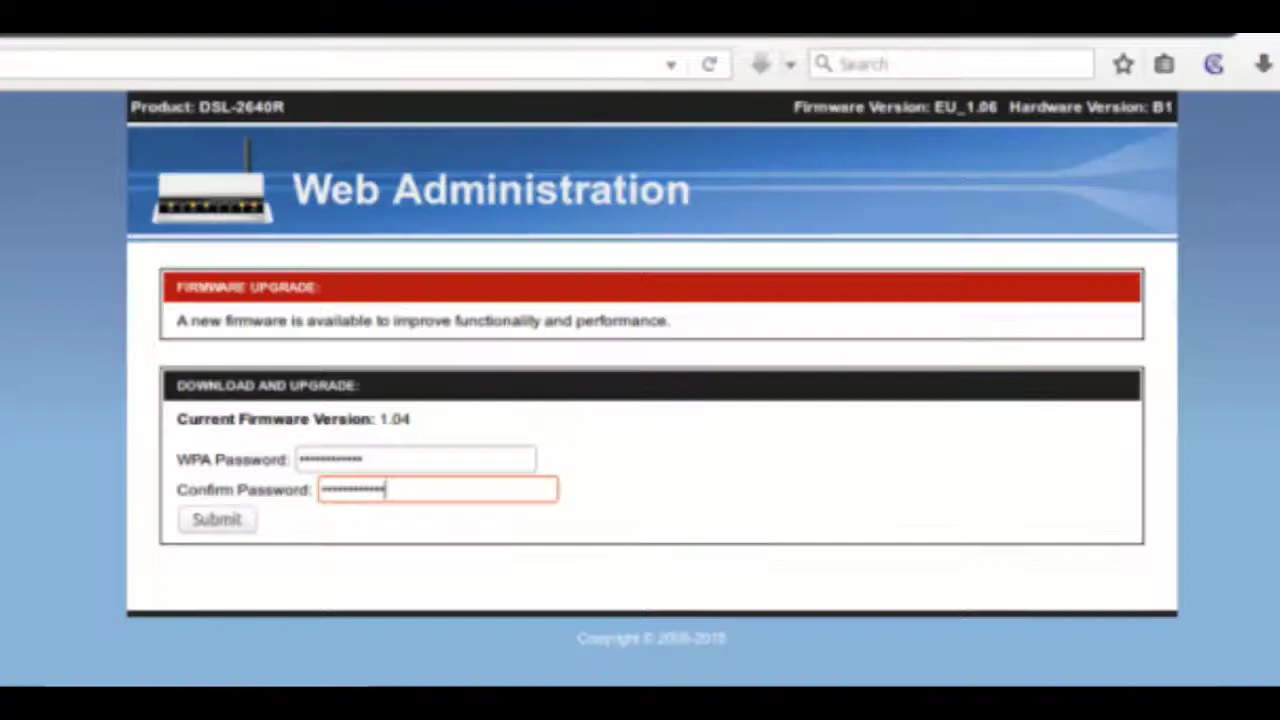 Search
Product: DSL-2640R
Firmware Version: EU_1.06 Hardware Version: B1
Web Administration
FIRMWARE UPGRADE:
A new firmware is available to improve functionality and performance.
DOWNLOAD AND UPGRADE:
Current Firmware Version: 1.04
WPA Password:
Confirm Password:
Submit
Copyright ©